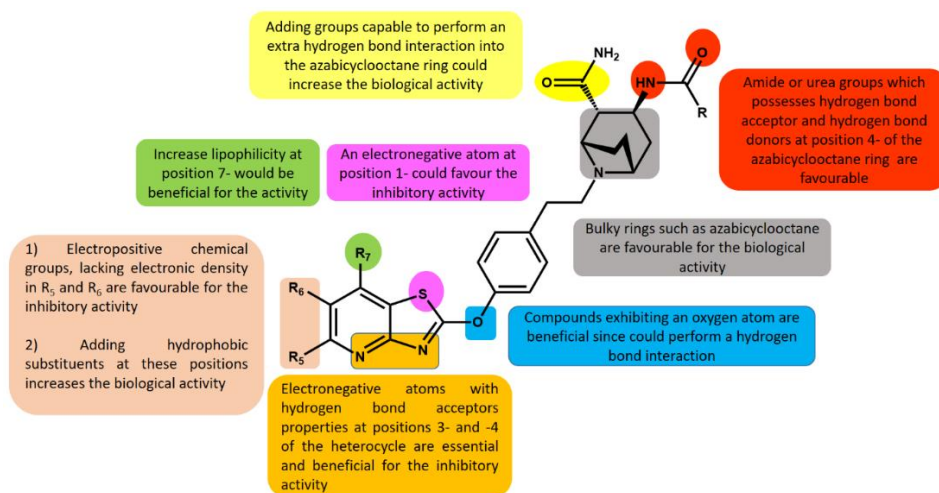 Adding groups capable to perform an
extra hydrogen bond interaction into
the azabicyclooctane ring could
increase the biological activity
NH₂
O
HN
O
R
N
Amide or urea groups which
possesses hydrogen bond
acceptor and hydrogen bond
donors at position 4- of the
azabicyclooctane ring are
favourable
Increase lipophilicity at
position 7- would be
beneficial for the activity
An electronegative atom at
position 1- could favour the
inhibitory activity
Bulky rings such as azabicyclooctane
are favourable for the biological
activity
1) Electropositive chemical
groups, lacking electronic density
in R₅ and R₆ are favourable for the
inhibitory activity
2) Adding hydrophobic
substituents at these positions
increases the biological activity
R₇
R₆
R₅
S
N
N
O
Compounds exhibiting an oxygen atom are
beneficial since could perform a hydrogen
bond interaction
Electronegative atoms with
hydrogen bond acceptors
properties at positions 3- and -4
of the heterocycle are essential
and beneficial for the inhibitory
activity